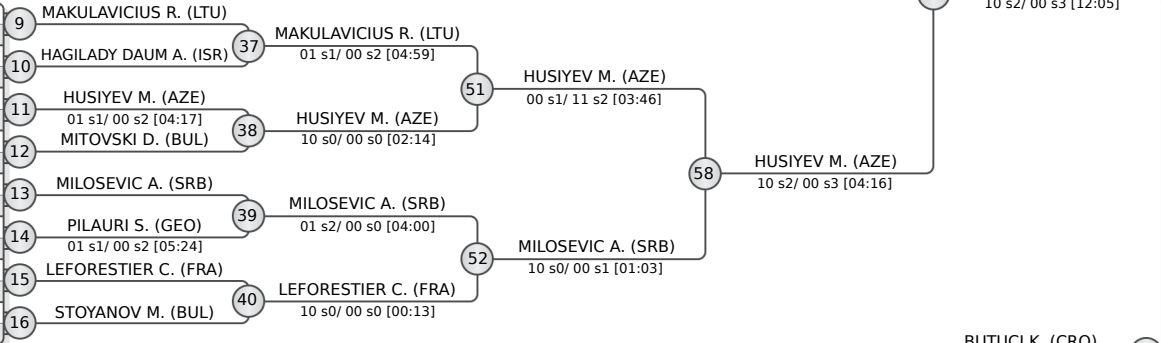 10 s2/ 00 s3 [12:05]
9
MAKULAVICIUS R. (LTU)
37
MAKULAVICIUS R. (LTU)
01 s1/ 00 s2 [04:59]
10
HAGILADY DAUM A. (ISR)
51
HUSIYEV M. (AZE)
00 s1/ 11 s2 [03:46]
11
HUSIYEV M. (AZE)
01 s1/ 00 s2 [04:17]
38
HUSIYEV M. (AZE)
10 s0/ 00 s0 [02:14]
12
MITOVSKI D. (BUL)
58
HUSIYEV M. (AZE)
10 s2/ 00 s3 [04:16]
13
MILOSEVIC A. (SRB)
39
MILOSEVIC A. (SRB)
01 s2/ 00 s0 [04:00]
14
PILAURI S. (GEO)
01 s1/ 00 s2 [05:24]
52
MILOSEVIC A. (SRB)
10 s0/ 00 s1 [01:03]
15
LEFORESTIER C. (FRA)
40
LEFORESTIER C. (FRA)
10 s0/ 00 s0 [00:13]
16
STOYANOV M. (BUL)
(CRO)